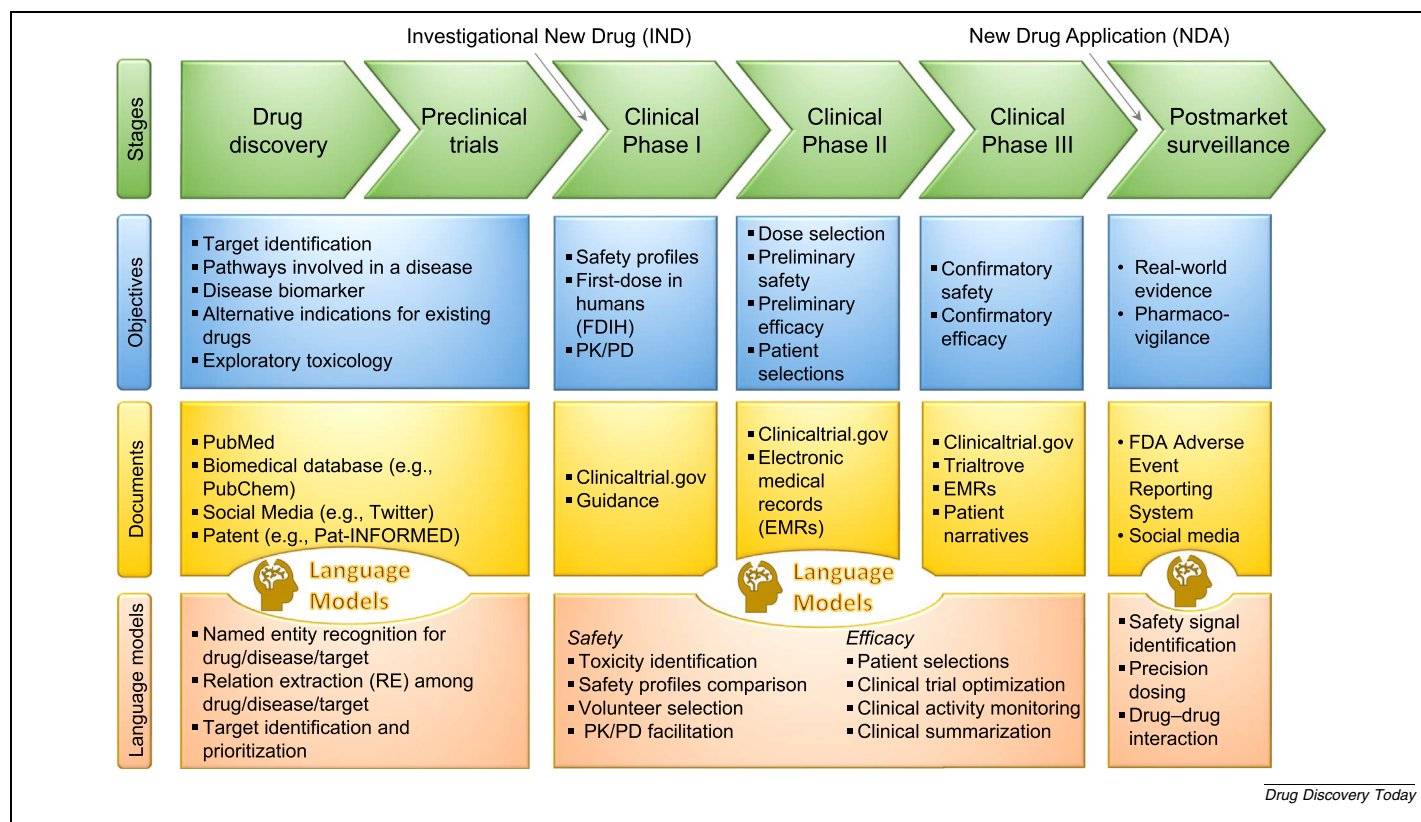 Investigational New Drug (IND)
New Drug Application (NDA)
Stages
Drug
discovery
Preclinical
trials
Clinical
Phase I
Clinical
Phase II
Clinical
Phase III
Postmarket
surveillance
Objectives
▪ Target identification
▪ Pathways involved in a disease
▪ Disease biomarker
▪ Alternative indications for existing
drugs
▪ Exploratory toxicology
▪ Safety profiles
▪ First-dose in
humans
(FDIH)
▪ PK/PD
▪ Dose selection
▪ Preliminary
safety
▪ Preliminary
efficacy
▪ Patient
selections
▪ Confirmatory
safety
▪ Confirmatory
efficacy
• Real-world
evidence
• Pharmaco-
vigilance
Documents
▪ PubMed
▪ Biomedical database (e.g.,
PubChem)
▪ Social Media (e.g., Twitter)
▪ Patent (e.g., Pat-INFORMED)
▪ Clinicaltrial.gov
▪ Guidance
▪ Clinicaltrial.gov
▪ Electronic
medical
records
(EMRs)
▪ Clinicaltrial.gov
▪ Trialtrove
▪ EMRs
▪ Patient
narratives
• FDA Adverse
Event
Reporting
System
• Social media
Language
Models
Language
Models
Language models
▪ Named entity recognition for
drug/disease/target
▪ Relation extraction (RE) among
drug/disease/target
▪ Target identification and
prioritization
Safety
▪ Toxicity identification
▪ Safety profiles comparison
▪ Volunteer selection
▪ PK/PD facilitation
Efficacy
▪ Patient selections
▪ Clinical trial optimization
▪ Clinical activity monitoring
▪ Clinical summarization
▪ Safety signal
identification
▪ Precision
dosing
▪ Drug–drug
interaction
Drug Discovery Today